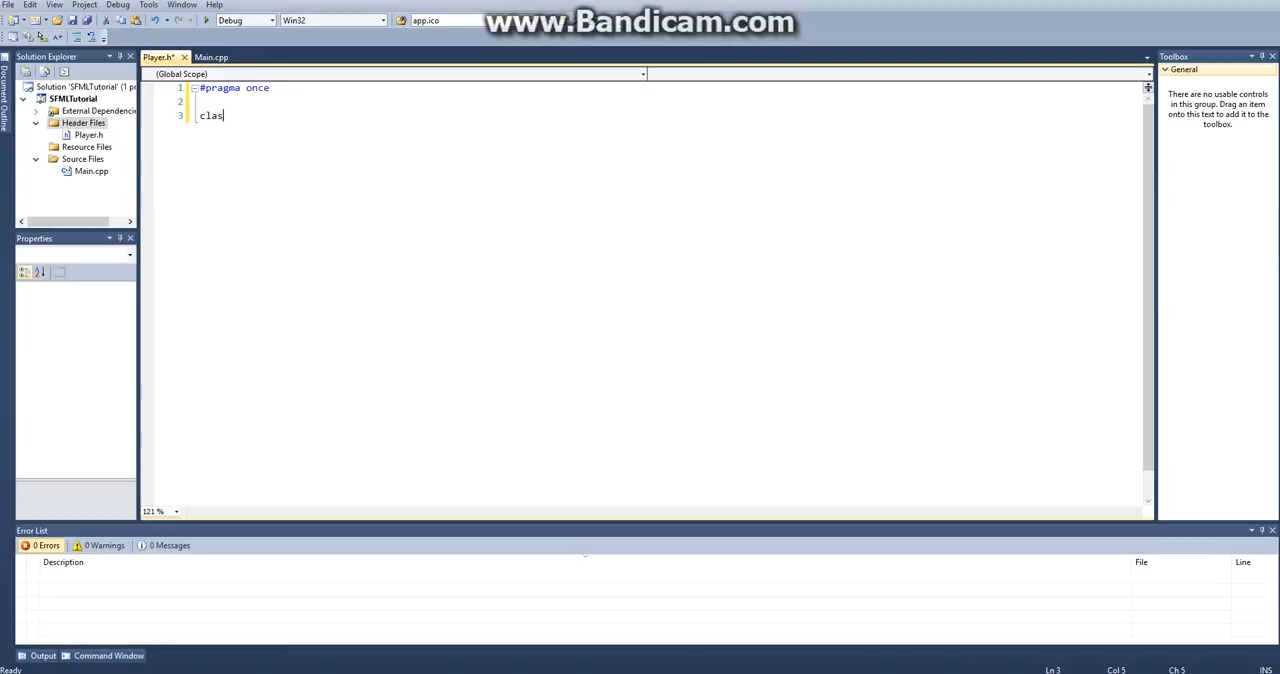 www.Bandicam.com
File Edit View Project Debug Tools Window Help
Debug Win32 app.ico
Document Outline
Solution Explorer
Solution 'SFMLTutorial' (1 pr
SFMLTutorial
External Dependencie
Header Files
Player.h
Resource Files
Source Files
Main.cpp
Properties
Player.h* Main.cpp
(Global Scope)
1 #pragma once
2
3 clas
121 %
Toolbox
General
There are no usable controls
in this group. Drag an item
onto this text to add it to the
toolbox.
Error List
0 Errors 0 Warnings 0 Messages
Description File Line
Output Command Window
Ready Ln 3 Col 5 Ch 5 INS